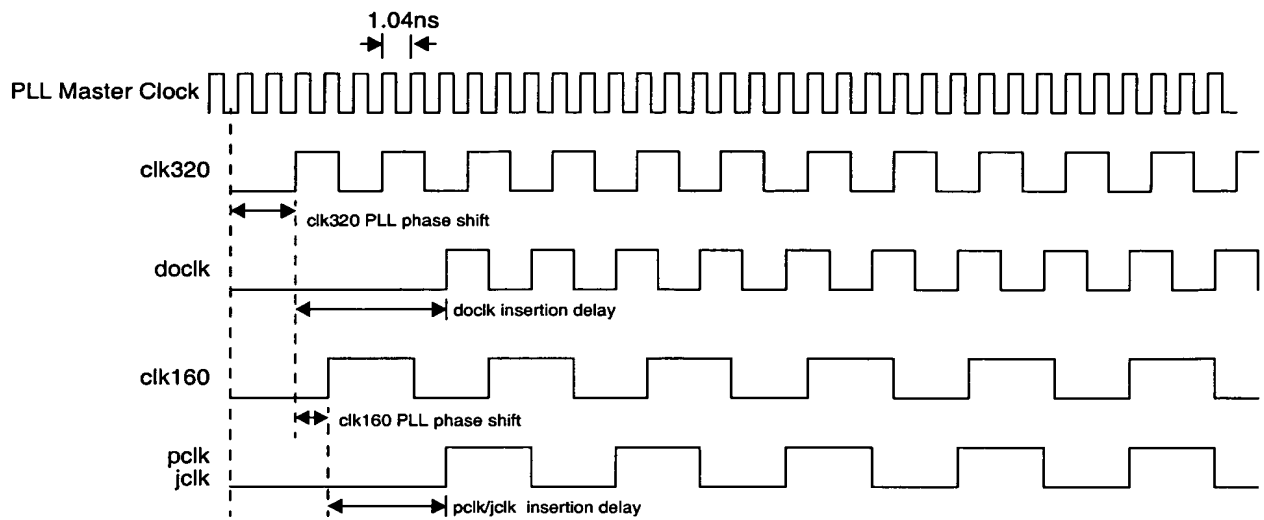 1.04ns
PLL Master Clock
clk320
clk320 PLL phase shift
doclk
doclk insertion delay
clk160
clk160 PLL phase shift
pclk
jclk
pclk/jclk insertion delay